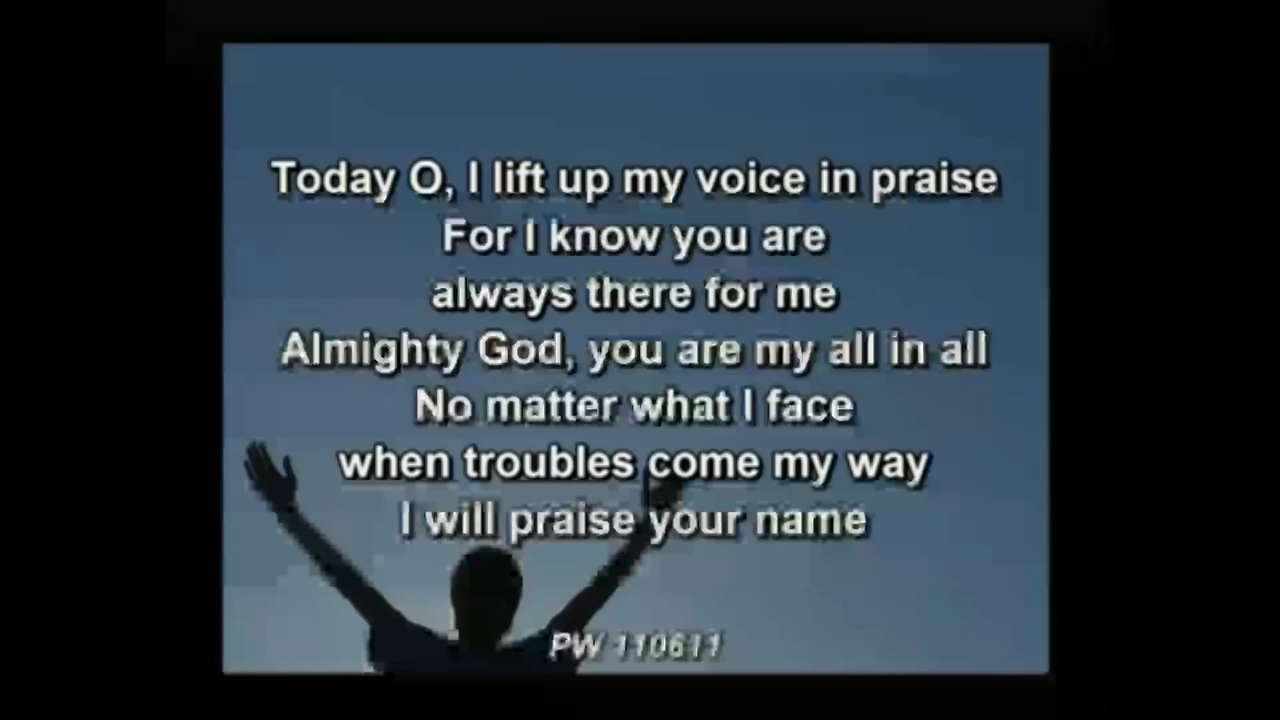 Today O, I lift up my voice in praise
For I know you are
always there for me
Almighty God, you are my all in all
No matter what I face
when troubles come my way
I will praise your name
PW 110611